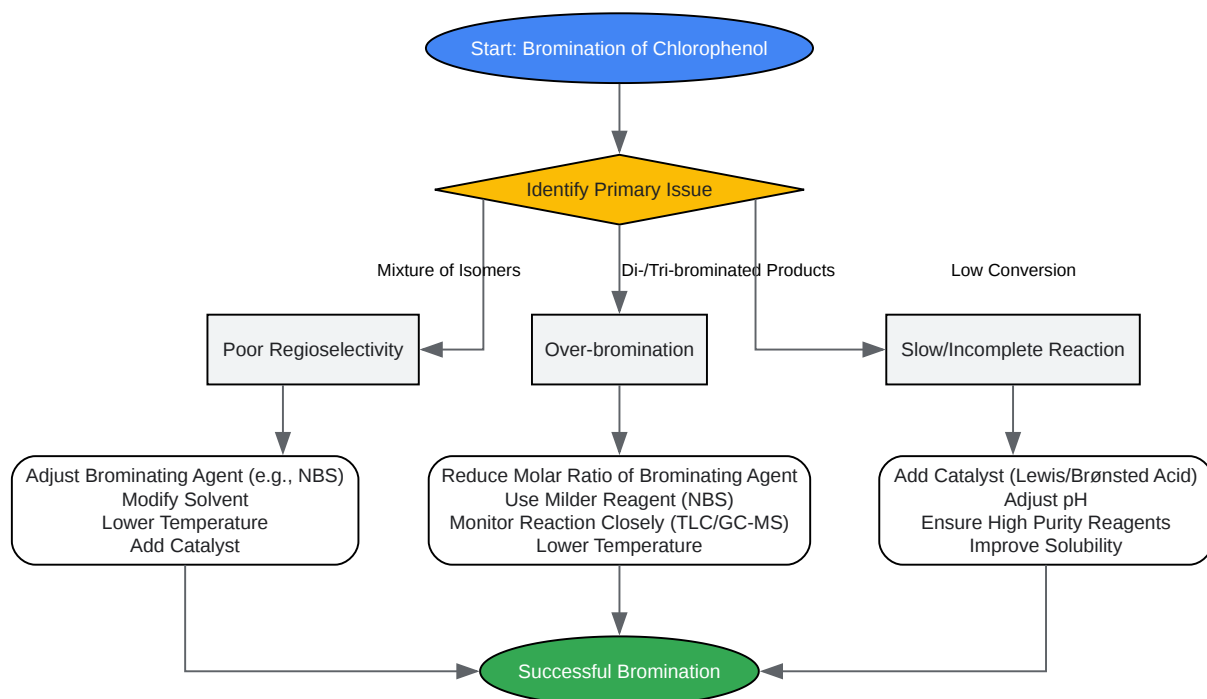 Start: Bromination of Chlorophenol
Identify Primary Issue
Mixture of Isomers
Di-/Tri-brominated Products
Low Conversion
Poor Regioselectivity
Over-bromination
Slow/Incomplete Reaction
Adjust Brominating Agent (e.g., NBS)
Modify Solvent
Lower Temperature
Add Catalyst
Reduce Molar Ratio of Brominating Agent
Use Milder Reagent (NBS)
Monitor Reaction Closely (TLC/GC-MS)
Lower Temperature
Add Catalyst (Lewis/Brønsted Acid)
Adjust pH
Ensure High Purity Reagents
Improve Solubility
Successful Bromination